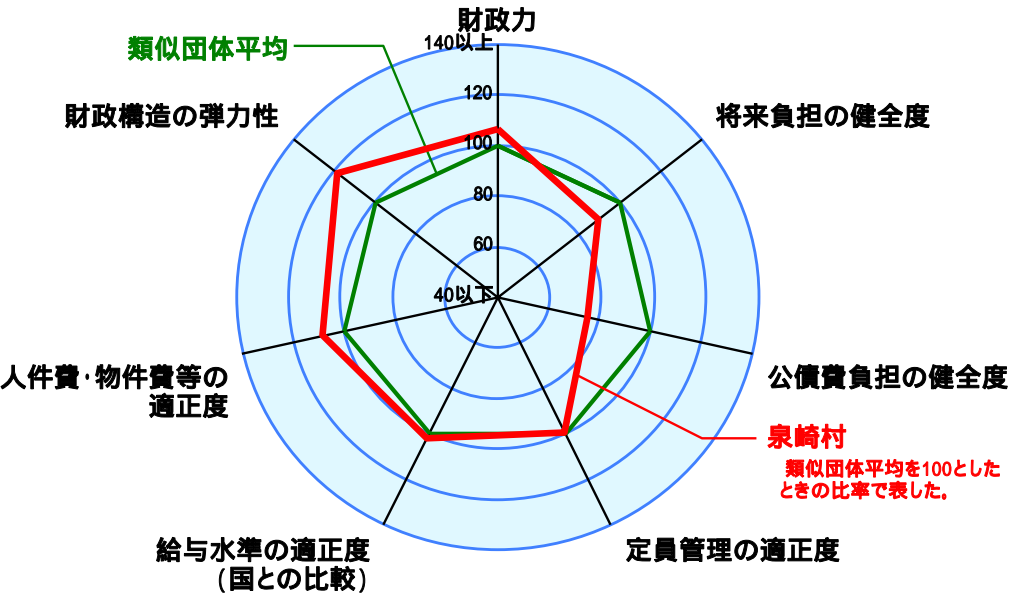 財政力
140以上
類似団体平均
120
財政構造の弾力性
将来負担の健全度
100
80
60
40以下
人件費・物件費等の
適正度
公債費負担の健全度
泉崎村
類似団体平均を100とした
ときの比率で表した。
給与水準の適正度
(国との比較)
定員管理の適正度